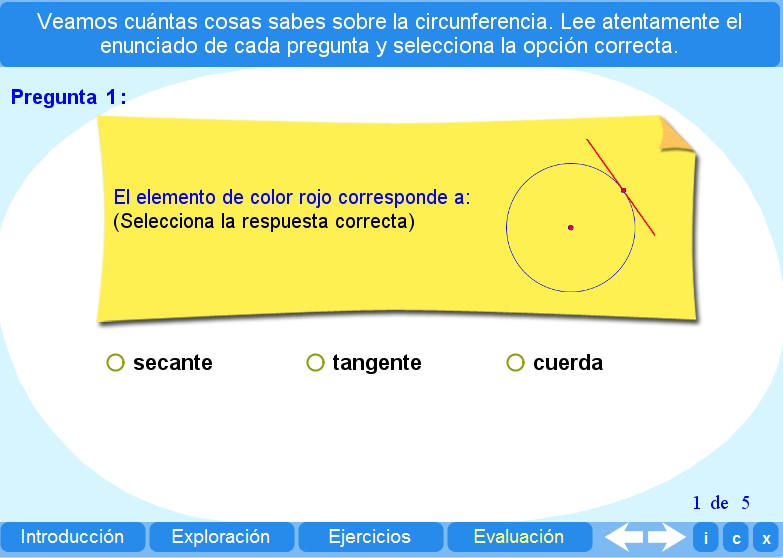 Veamos cuántas cosas sabes sobre la circunferencia. Lee atentamente el
enunciado de cada pregunta y selecciona la opción correcta.
Pregunta 1:
El elemento de color rojo corresponde a:
(Selecciona la respuesta correcta)
secante
tangente
cuerda
1 de 5
Introducción
Exploración
Ejercicios
Evaluación
i
c
x